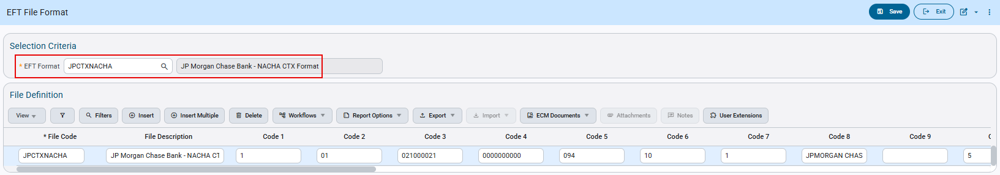 EFT File Format
Save
Exit
Selection Criteria
* EFT Format JPCTXNACHA JP Morgan Chase Bank - NACHA CTX Format
File Definition
View Filters Insert Insert Multiple Delete Workflows Report Options Export Import ECM Documents Attachments Notes User Extensions
* File Code File Description Code 1 Code 2 Code 3 Code 4 Code 5 Code 6 Code 7 Code 8 Code 9 C
JPCTXNACHA JP Morgan Chase Bank - NACHA CT 1 01 021000021 0000000000 094 10 1 JPMORGAN CHAS 5